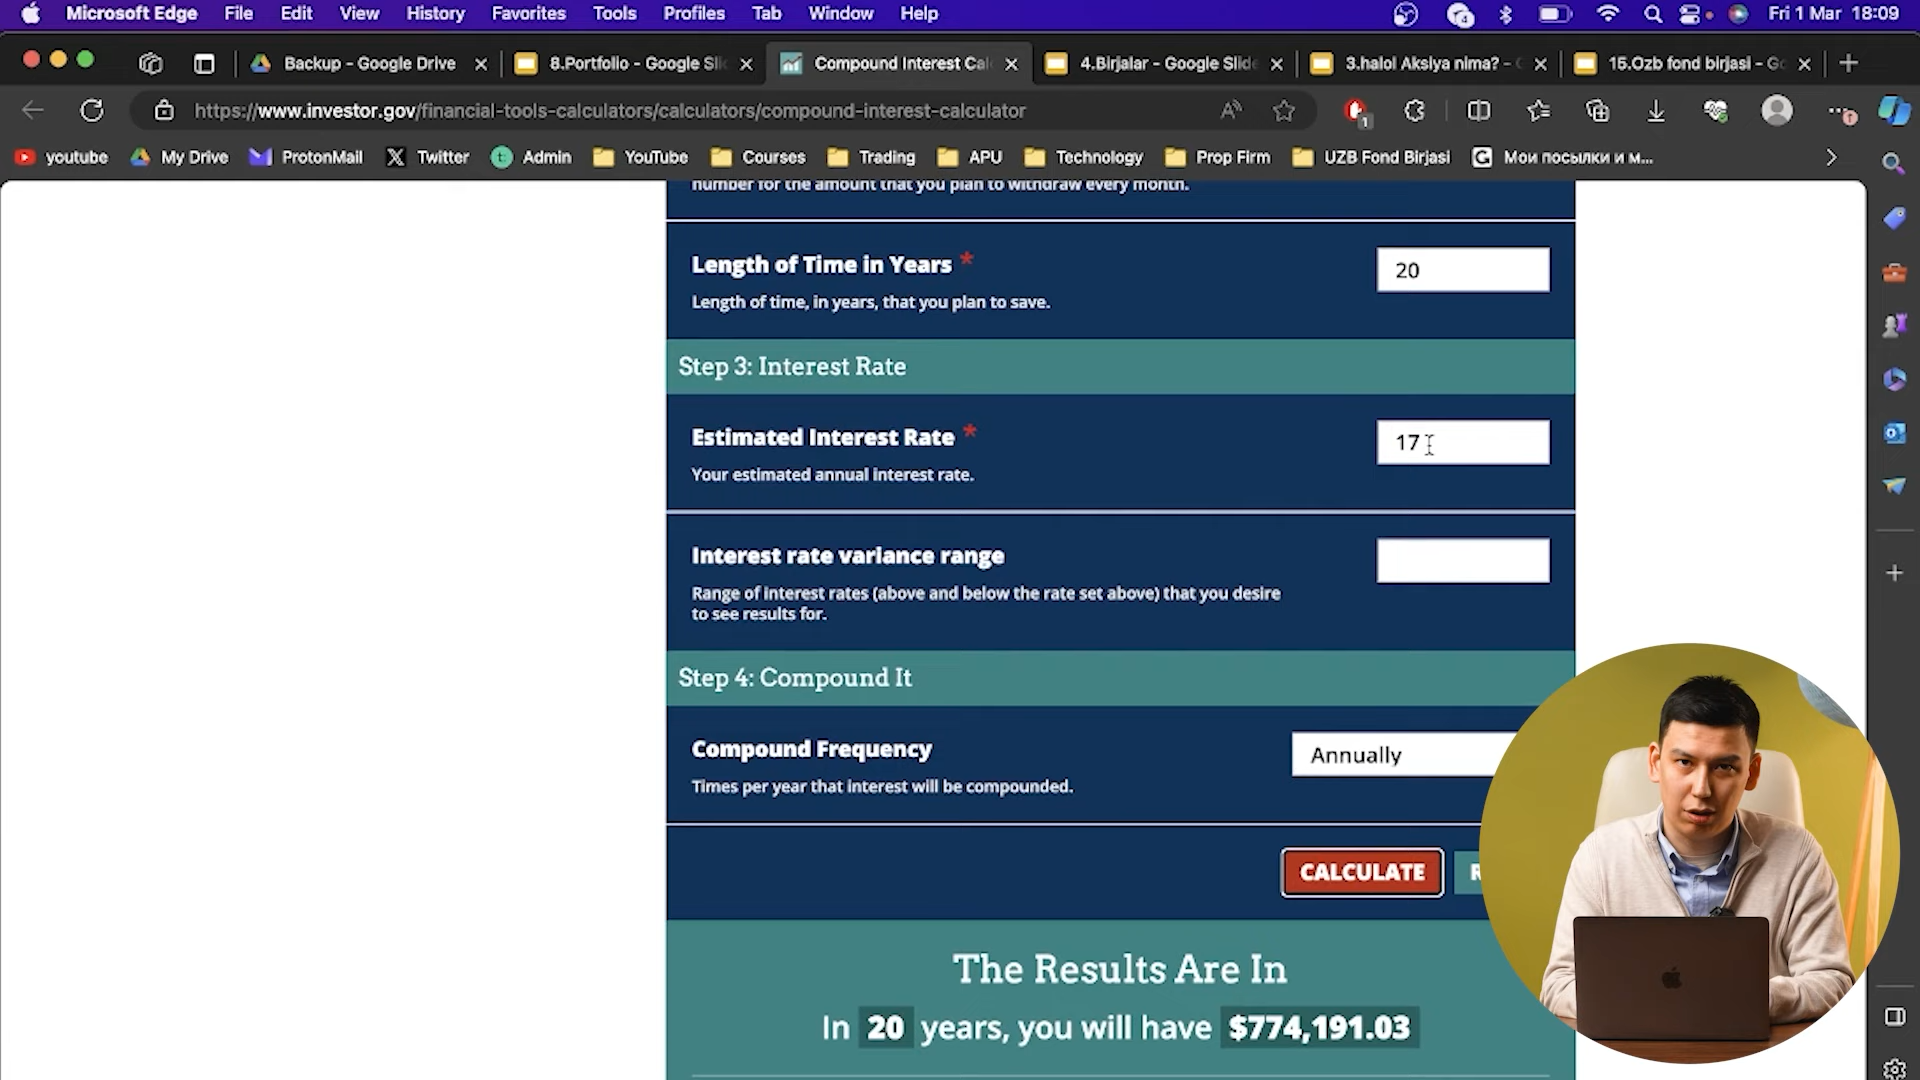 Microsoft Edge File Edit View History Favorites Tools Profiles Tab Window Help 4 Fri 1 Mar 18:09
Backup - Google Drive 8.Portfolio - Google Slic Compound Interest Cal 4.Birjalar - Google Slide 3.halol Aksiya nima? - G 15.Ozb fond birjasi - Go
https://www.investor.gov/financial-tools-calculators/calculators/compound-interest-calculator 1
youtube My Drive ProtonMail Twitter Admin YouTube Courses Trading APU Technology Prop Firm UZB Fond Birjasi Мои посылки и м...
number for the amount that you plan to withdraw every month.
Length of Time in Years * 20
Length of time, in years, that you plan to save.
Step 3: Interest Rate
Estimated Interest Rate * 17
Your estimated annual interest rate.
Interest rate variance range
Range of interest rates (above and below the rate set above) that you desire
to see results for.
Step 4: Compound It
Compound Frequency Annually
Times per year that interest will be compounded.
CALCULATE R
The Results Are In
In 20 years, you will have $774,191.03